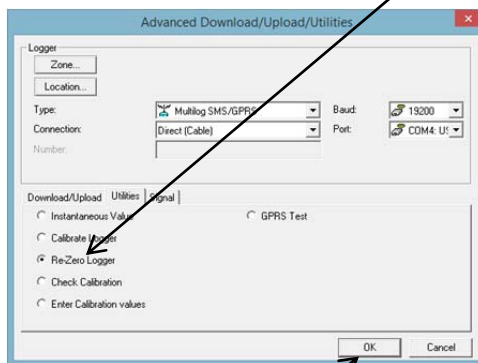 Advanced Download/Upload/Utilities
Logger
Zone...
Location...
Type: Multilog SMS/GPRS Baud: 19200
Connection: Direct (Cable) Port: COM4: US
Number:
Download/Upload Utilities Signal
Instantaneous Value GPRS Test
Calibrate Logger
Re-Zero Logger
Check Calibration
Enter Calibration values
OK Cancel